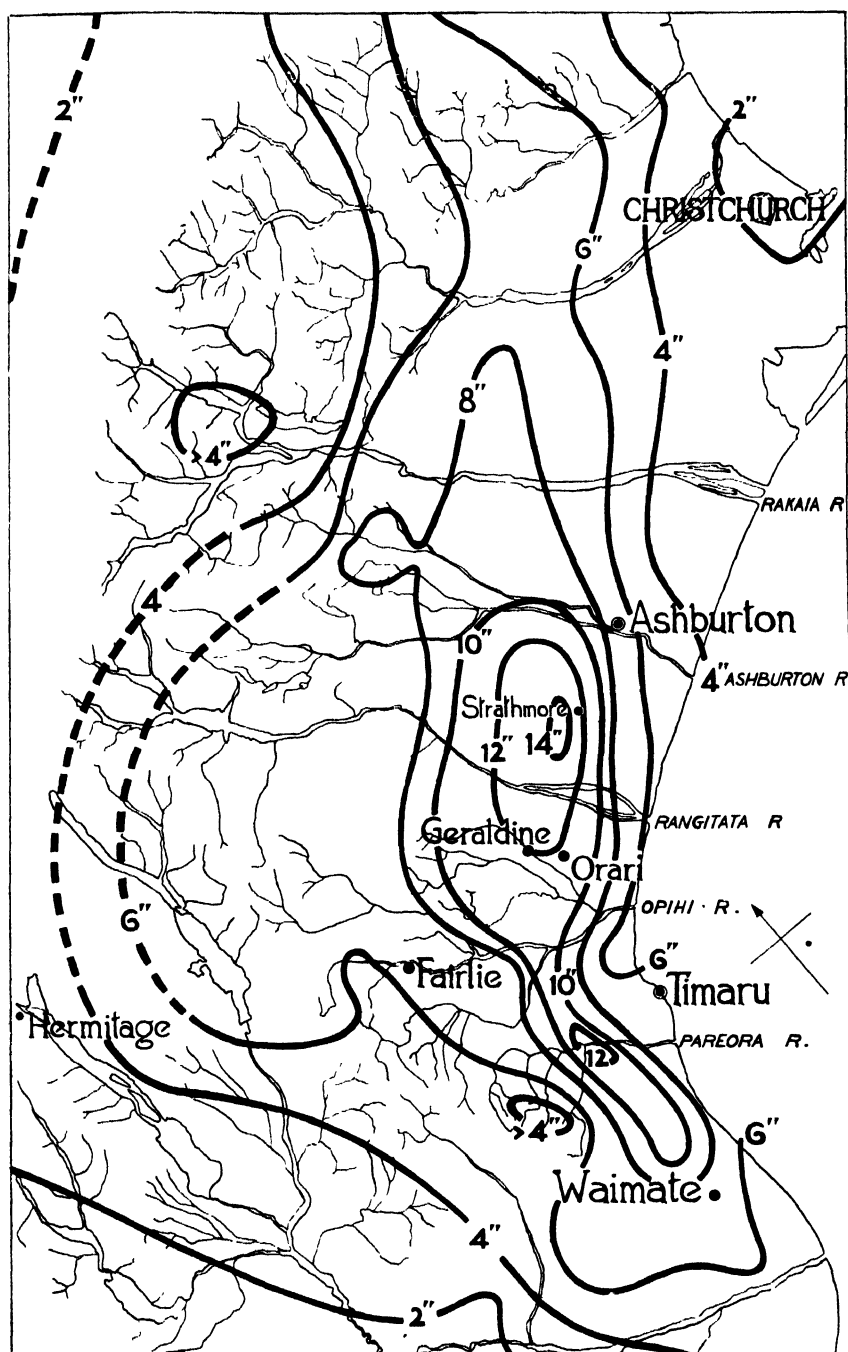 2"
2"
CHRISTCHURCH
6"
4"
8"
>4"
RAKAIA R
4
Ashburton
10"
4"
ASHBURTON R
Strathmore
12"
14"
RANGITATA R
Geraldine
Orari
OPIHI R.
6"
6"
Fairlie
10"
Timaru
Hermitage
12
PAREORA R.
>4"
6"
Waimate
4"
2"